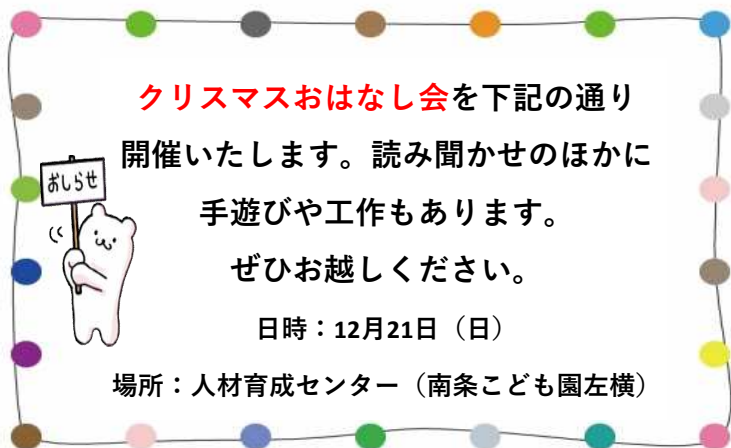 クリスマスおはなし会を下記の通り
開催いたします。読み聞かせのほかに
手遊びや工作もあります。
おしらせ
ぜひお越しください。
日時：12月21日（日）
場所：人材育成センター（南条こども園左横）